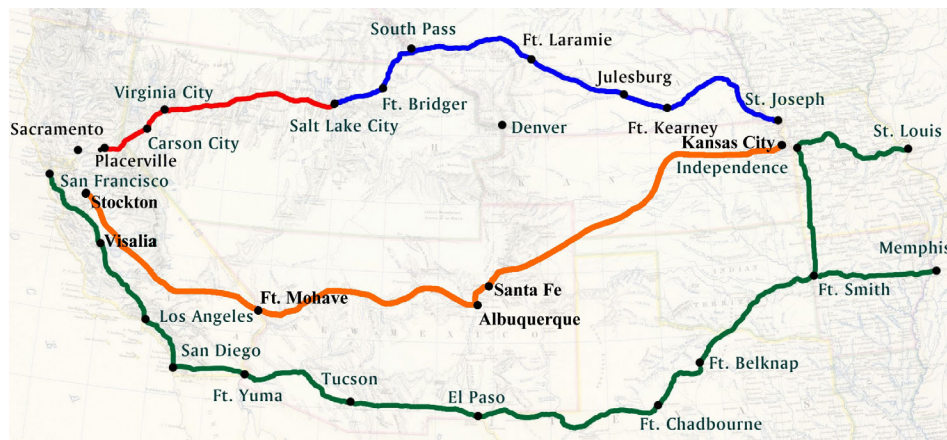 South Pass
Ft. Laramie
Virginia City
Julesburg
Ft. Bridger
St. Joseph
Salt Lake City
Sacramento
Carson City
Denver
Ft. Kearney
St. Louis
Placerville
Kansas City
Independence
San Francisco
Stockton
Visalia
Memphis
Ft. Mohave
Santa Fe
Ft. Smith
Los Angeles
Albuquerque
San Diego
Ft. Belknap
Tucson
Ft. Yuma
El Paso
Ft. Chadbourne